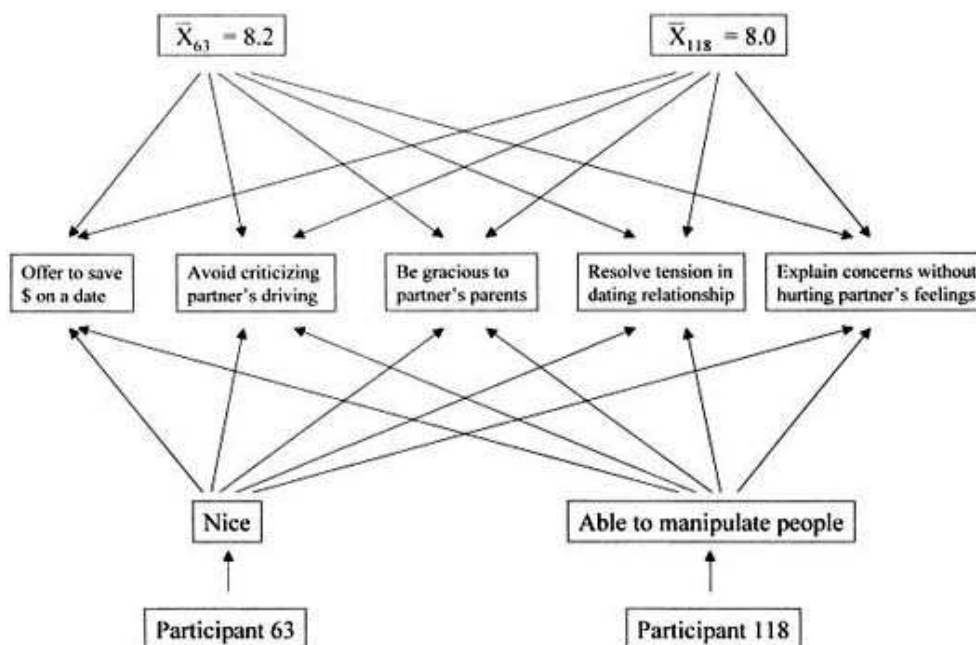 X̅₆₃ = 8.2
X̅₁₁₈ = 8.0
Offer to save
$ on a date
Avoid criticizing
partner's driving
Be gracious to
partner's parents
Resolve tension in
dating relationship
Explain concerns without
hurting partner's feelings
Nice
Able to manipulate people
Participant 63
Participant 118